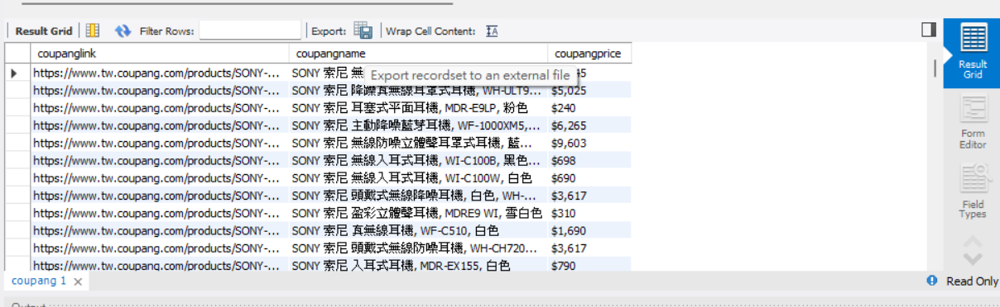 Result Grid Filter Rows: Export: Wrap Cell Content:
coupanglink coupangname coupangprice
https://www.tw.coupang.com/products/SONY-... SONY 索尼 無
Export recordset to an external file
https://www.tw.coupang.com/products/SONY-... SONY 索尼 降躁真無線耳罩式耳機, WH-ULT9... $5,025
https://www.tw.coupang.com/products/SONY-... SONY 索尼 耳塞式平面耳機, MDR-E9LP, 粉色 $240
https://www.tw.coupang.com/products/SONY-... SONY 索尼 主動降噪藍芽耳機, WF-1000XM5,... $6,265
https://www.tw.coupang.com/products/SONY-... SONY 索尼 無線防噪立體聲耳罩式耳機, 藍... $9,603
https://www.tw.coupang.com/products/SONY-... SONY 索尼 無線入耳式耳機, WI-C100B, 黑色... $698
https://www.tw.coupang.com/products/SONY-... SONY 索尼 無線入耳式耳機, WI-C100W, 白色 $690
https://www.tw.coupang.com/products/SONY-... SONY 索尼 頭戴式無線降噪耳機, 白色, WH-... $3,617
https://www.tw.coupang.com/products/SONY-... SONY 索尼 盈彩立體聲耳機, MDRE9 WI, 雪白色 $310
https://www.tw.coupang.com/products/SONY-... SONY 索尼 真無線耳機, WF-C510, 白色 $1,690
https://www.tw.coupang.com/products/SONY-... SONY 索尼 頭戴式無線防噪耳機, WH-CH720... $3,617
https://www.tw.coupang.com/products/SONY-... SONY 索尼 入耳式耳機, MDR-EX155, 白色 $790
Result
Grid
Form
Editor
Field
Types
coupang 1
Read Only
Output